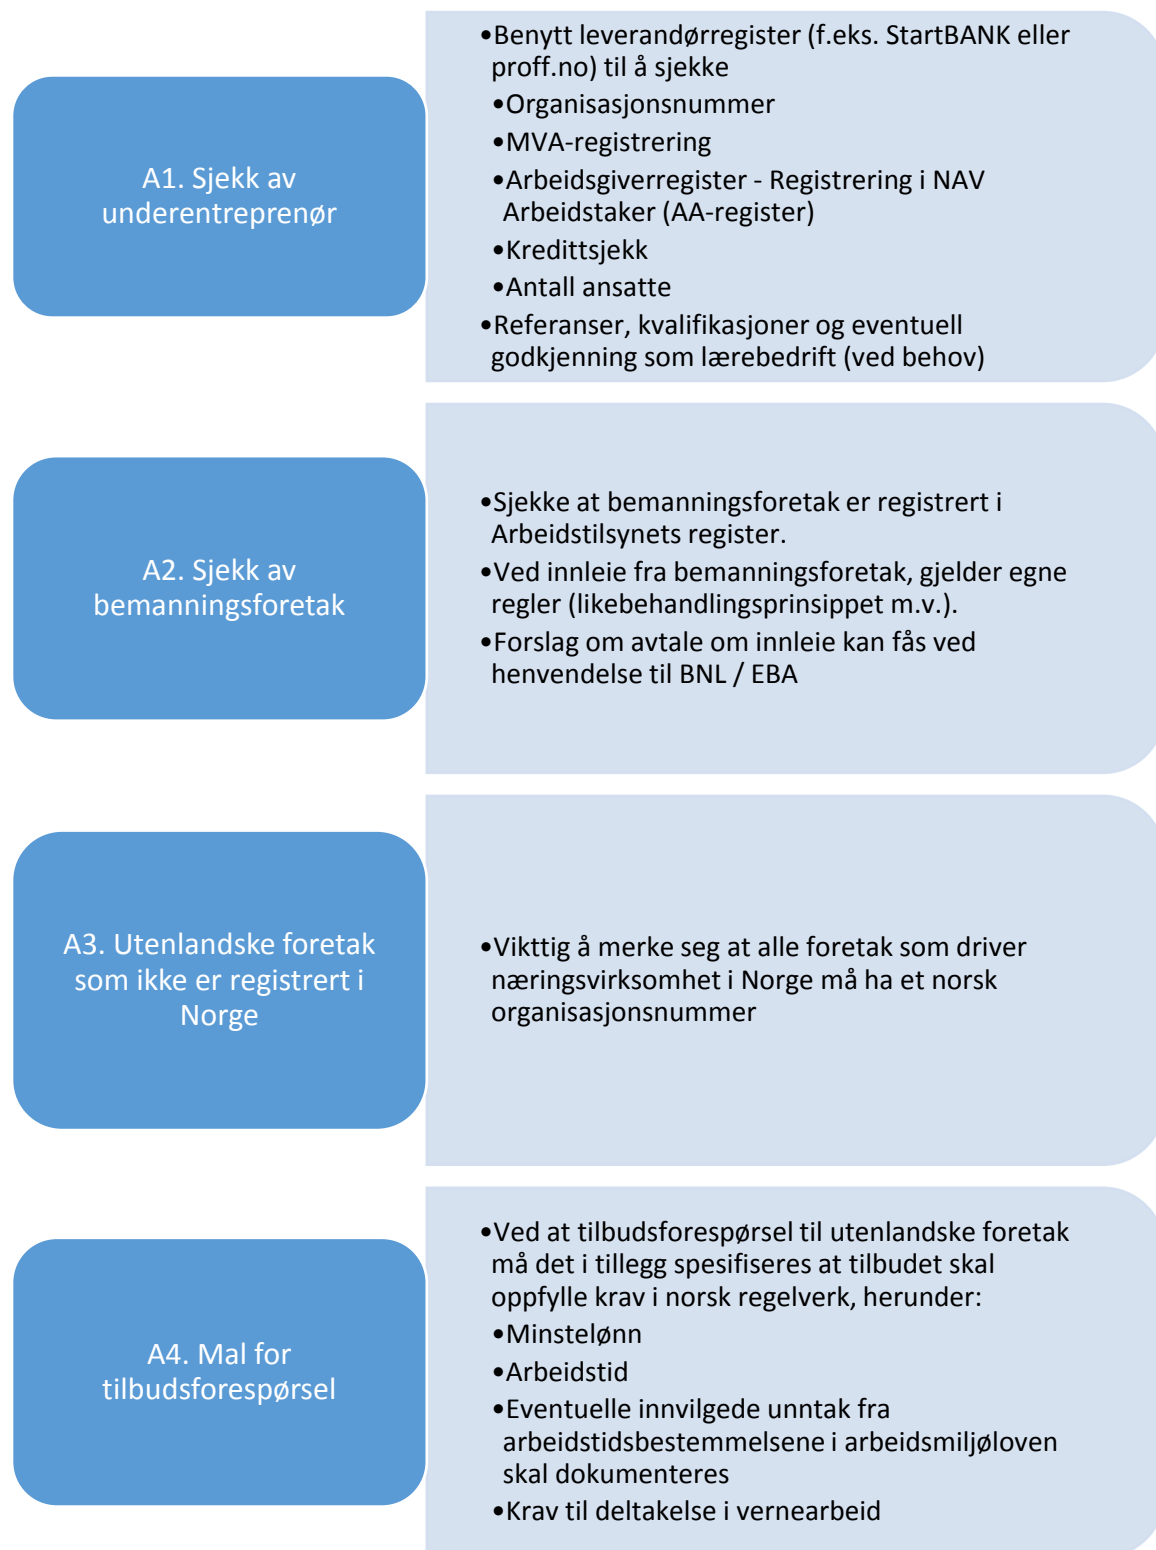 A1. Sjekk av
underentreprenør
•Benytt leverandørregister (f.eks. StartBANK eller
proff.no) til å sjekke
•Organisasjonsnummer
•MVA-registrering
•Arbeidsgiverregister - Registrering i NAV
Arbeidstaker (AA-register)
•Kredittsjekk
•Antall ansatte
•Referanser, kvalifikasjoner og eventuell
godkjenning som lærebedrift (ved behov)
A2. Sjekk av
bemanningsforetak
•Sjekke at bemanningsforetak er registrert i
Arbeidstilsynets register.
•Ved innleie fra bemanningsforetak, gjelder egne
regler (likebehandlingsprinsippet m.v.).
•Forslag om avtale om innleie kan fås ved
henvendelse til BNL / EBA
A3. Utenlandske foretak
som ikke er registrert i
Norge
•Vikttig å merke seg at alle foretak som driver
næringsvirksomhet i Norge må ha et norsk
organisasjonsnummer
A4. Mal for
tilbudsforespørsel
•Ved at tilbudsforespørsel til utenlandske foretak
må det i tillegg spesifiseres at tilbudet skal
oppfylle krav i norsk regelverk, herunder:
•Minstelønn
•Arbeidstid
•Eventuelle innvilgede unntak fra
arbeidstidsbestemmelsene i arbeidsmiljøloven
skal dokumenteres
•Krav til deltakelse i vernearbeid